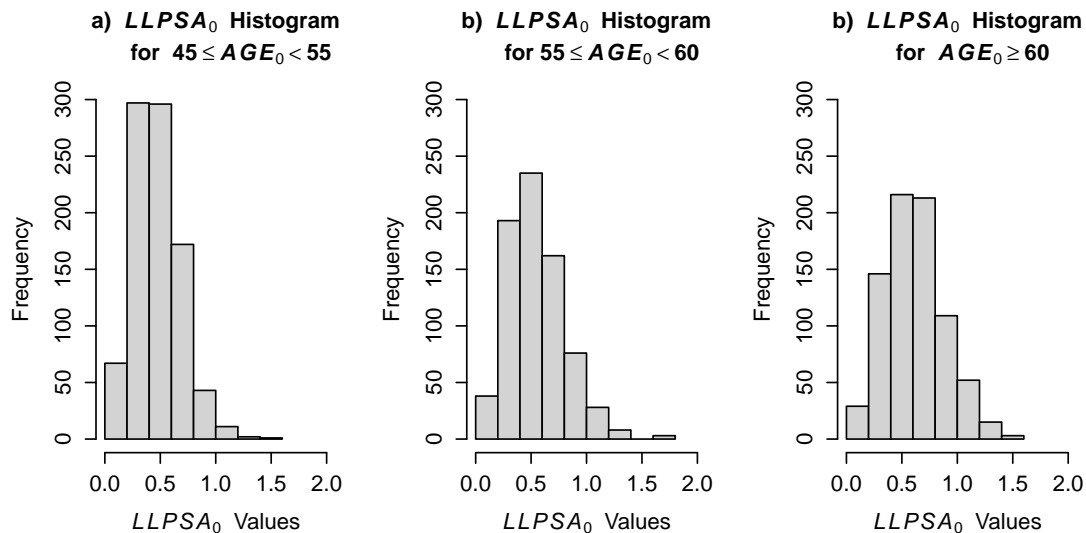 a) LLPSA₀ Histogram
for 45 ≤ AGE₀ < 55
300
250
200
150
100
50
0
Frequency
0.0 0.5 1.0 1.5 2.0
LLPSA₀ Values
b) LLPSA₀ Histogram
for 55 ≤ AGE₀ < 60
300
250
200
150
100
50
0
Frequency
0.0 0.5 1.0 1.5 2.0
LLPSA₀ Values
b) LLPSA₀ Histogram
for AGE₀ ≥ 60
300
250
200
150
100
50
0
Frequency
0.0 0.5 1.0 1.5 2.0
LLPSA₀ Values